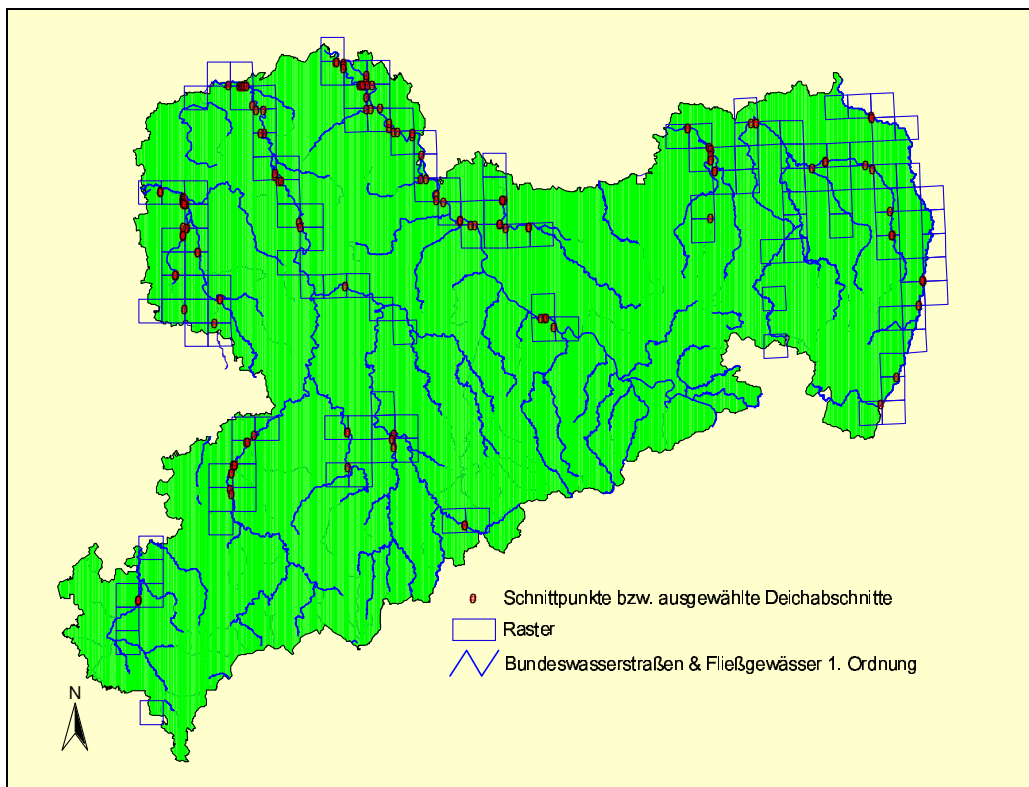 Schnittpunkte bzw. ausgewählte Deichabschnitte
Raster
Bundeswasserstraßen & Fließgewässer 1. Ordnung
N